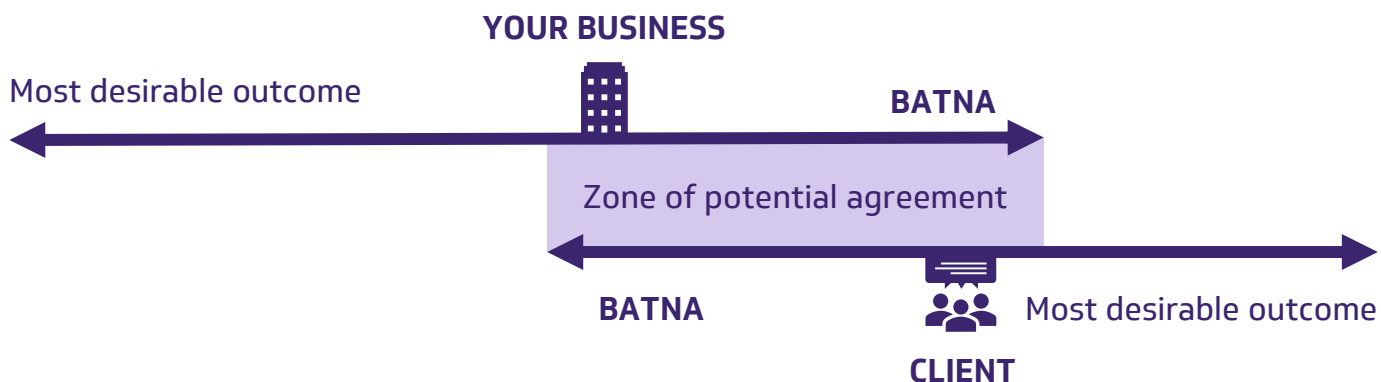 YOUR BUSINESS
Most desirable outcome
BATNA
Zone of potential agreement
BATNA
Most desirable outcome
CLIENT